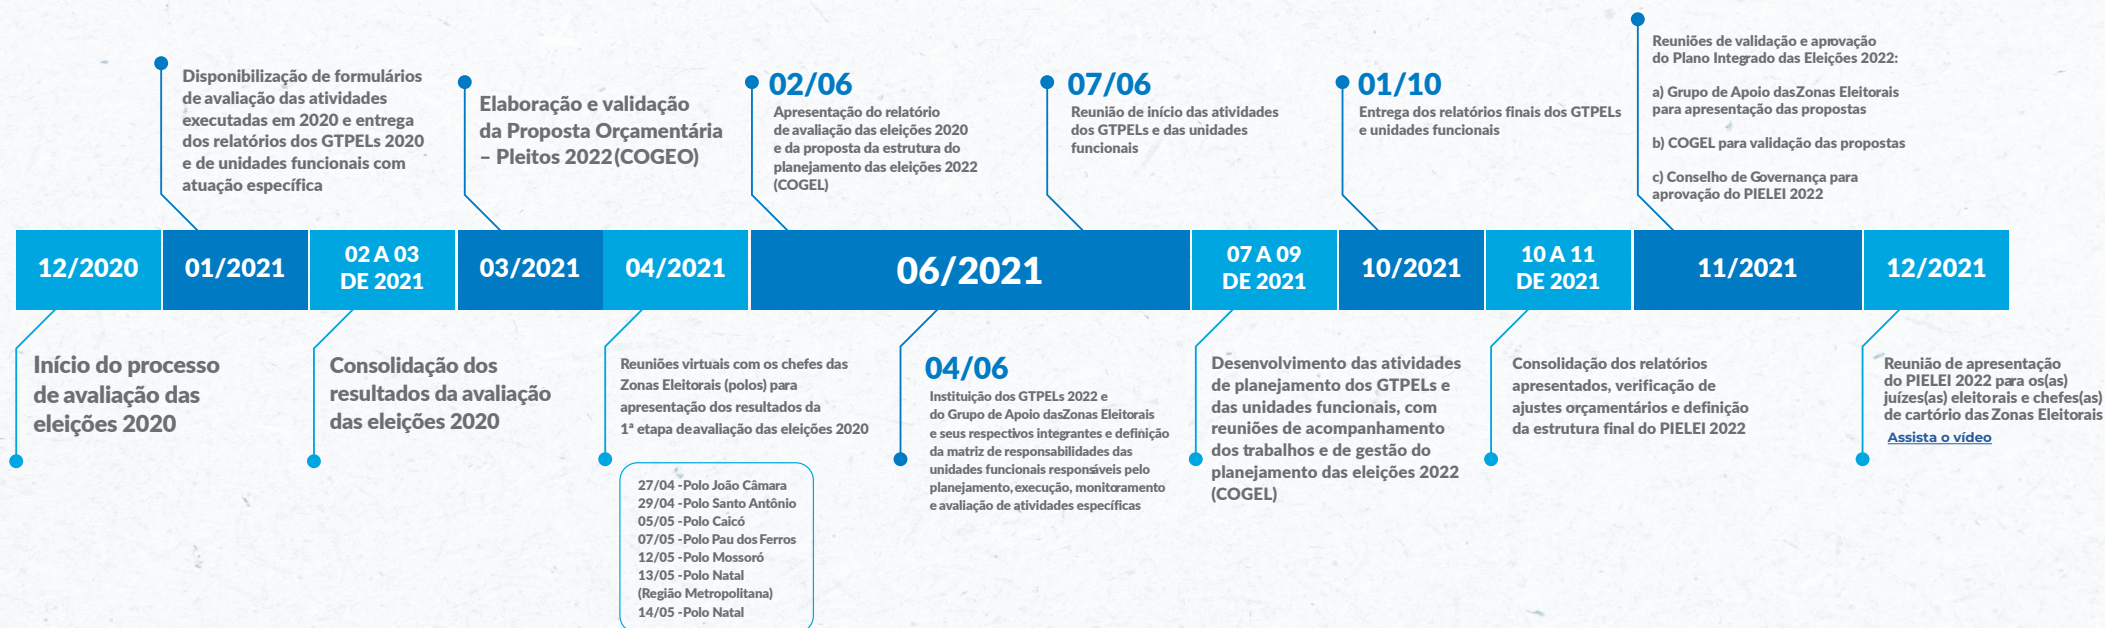 Disponibilização de formulários
de avaliação das atividades
executadas em 2020 e entrega
dos relatórios dos GTPELs 2020
e de unidades funcionais com
atuação específica
Elaboração e validação
da Proposta Orçamentária
– Pleitos 2022 (COGEO)
02/06
Apresentação do relatório
de avaliação das eleições 2020
e da proposta da estrutura do
planejamento das eleições 2022
(COGEL)
07/06
Reunião de início das atividades
dos GTPELs e das unidades
funcionais
01/10
Entrega dos relatórios finais dos GTPELs
e unidades funcionais
Reuniões de validação e aprovação
do Plano Integrado das Eleições 2022:
a) Grupo de Apoio das Zonas Eleitorais
para apresentação das propostas
b) COGEL para validação das propostas
c) Conselho de Governança para
aprovação do PIELEI 2022
12/2020
01/2021
02 A 03
DE 2021
03/2021
04/2021
06/2021
07 A 09
DE 2021
10/2021
10 A 11
DE 2021
11/2021
12/2021
Início do processo
de avaliação das
eleições 2020
Consolidação dos
resultados da avaliação
das eleições 2020
Reuniões virtuais com os chefes das
Zonas Eleitorais (polos) para
apresentação dos resultados da
1ª etapa de avaliação das eleições 2020
27/04 -Polo João Câmara
29/04 -Polo Santo Antônio
05/05 -Polo Caicó
07/05 -Polo Pau dos Ferros
12/05 -Polo Mossoró
13/05 -Polo Natal
(Região Metropolitana)
14/05 -Polo Natal
04/06
Instituição dos GTPELs 2022 e
do Grupo de Apoio das Zonas Eleitorais
e seus respectivos integrantes e definição
da matriz de responsabilidades das
unidades funcionais responsáveis pelo
planejamento, execução, monitoramento
e avaliação de atividades específicas
Desenvolvimento das atividades
de planejamento dos GTPELs e
das unidades funcionais, com
reuniões de acompanhamento
dos trabalhos e de gestão do
planejamento das eleições 2022
(COGEL)
Consolidação dos relatórios
apresentados, verificação de
ajustes orçamentários e definição
da estrutura final do PIELEI 2022
Reunião de apresentação
do PIELEI 2022 para os(as)
juízes(as) eleitorais e chefes(as)
de cartório das Zonas Eleitorais
Assista o vídeo